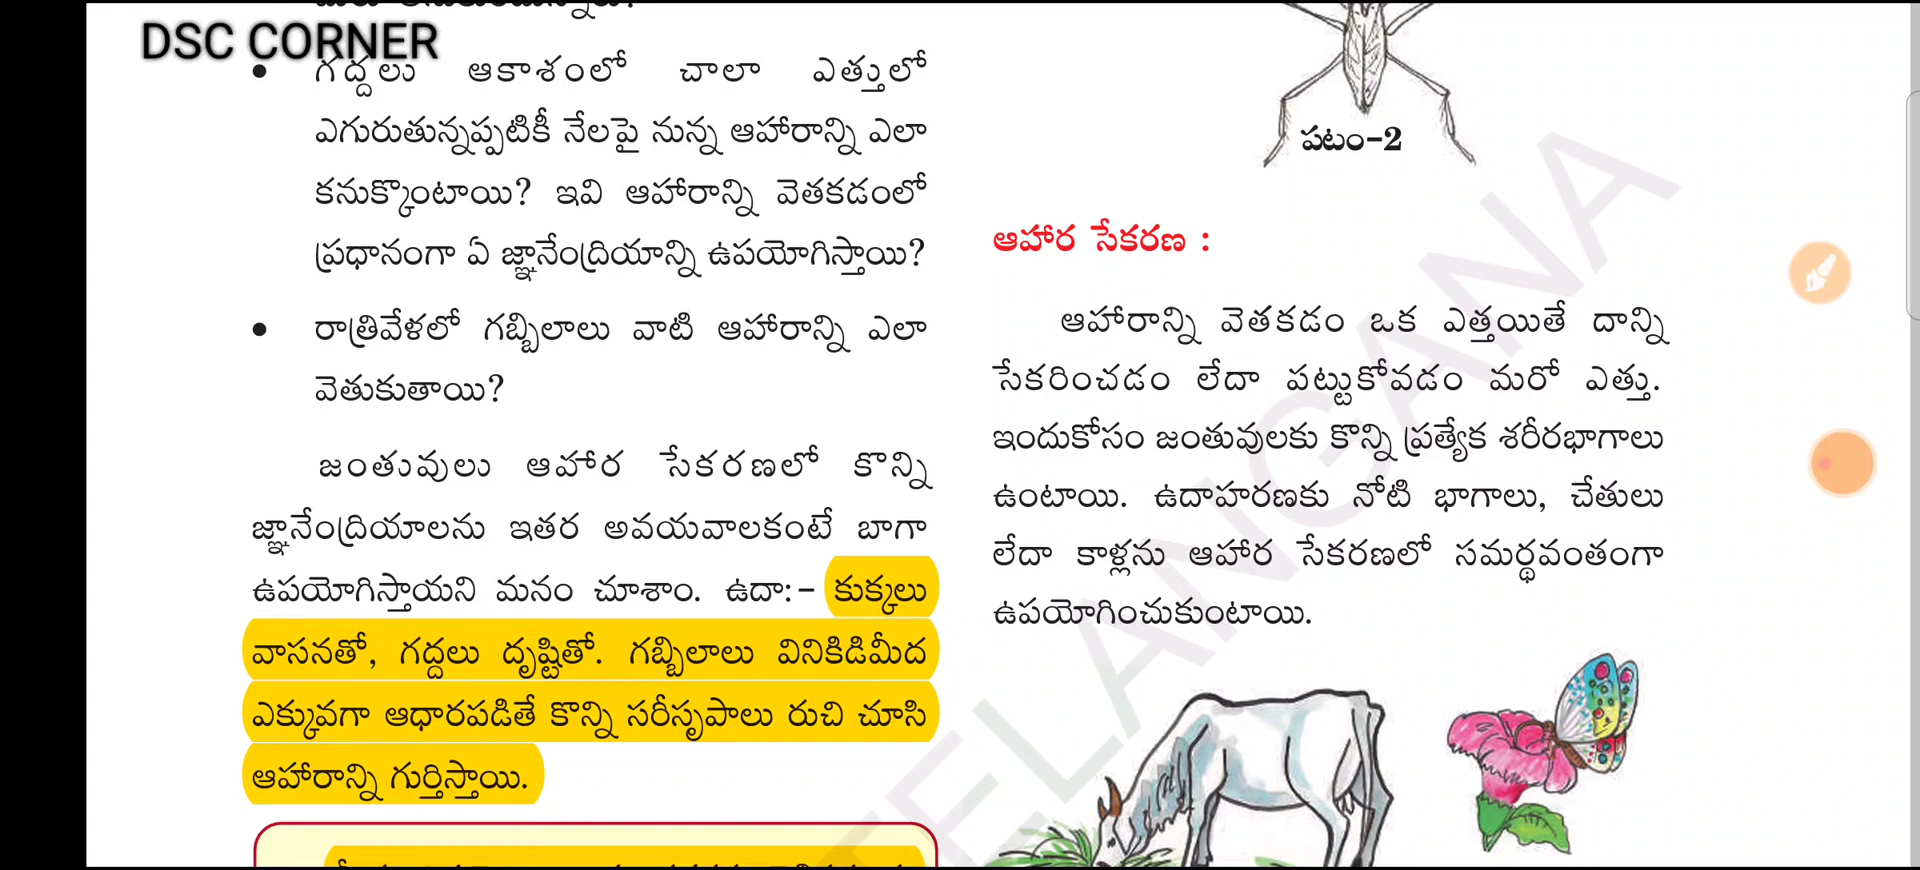 DSC CORNER
• గద్దలు ఆకాశంలో చాలా ఎత్తులో
ఎగురుతున్నప్పటికీ నేలపై నున్న ఆహారాన్ని ఎలా
కనుక్కొంటాయి? ఇవి ఆహారాన్ని వెతకడంలో
ప్రధానంగా ఏ జ్ఞానేంద్రియాన్ని ఉపయోగిస్తాయి?
• రాత్రివేళలో గబ్బిలాలు వాటి ఆహారాన్ని ఎలా
వెతుకుతాయి?
జంతువులు ఆహార సేకరణలో కొన్ని
జ్ఞానేంద్రియాలను ఇతర అవయవాలకంటే బాగా
ఉపయోగిస్తాయని మనం చూశాం. ఉదా:- కుక్కలు
వాసనతో, గద్దలు దృష్టితో. గబ్బిలాలు వినికిడిమీద
ఎక్కువగా ఆధారపడితే కొన్ని సరీసృపాలు రుచి చూసి
ఆహారాన్ని గుర్తిస్తాయి.
పటం-2
ఆహార సేకరణ :
ఆహారాన్ని వెతకడం ఒక ఎత్తయితే దాన్ని
సేకరించడం లేదా పట్టుకోవడం మరో ఎత్తు.
ఇందుకోసం జంతువులకు కొన్ని ప్రత్యేక శరీరభాగాలు
ఉంటాయి. ఉదాహరణకు నోటి భాగాలు, చేతులు
లేదా కాళ్లను ఆహార సేకరణలో సమర్థవంతంగా
ఉపయోగించుకుంటాయి.
TELANGANA